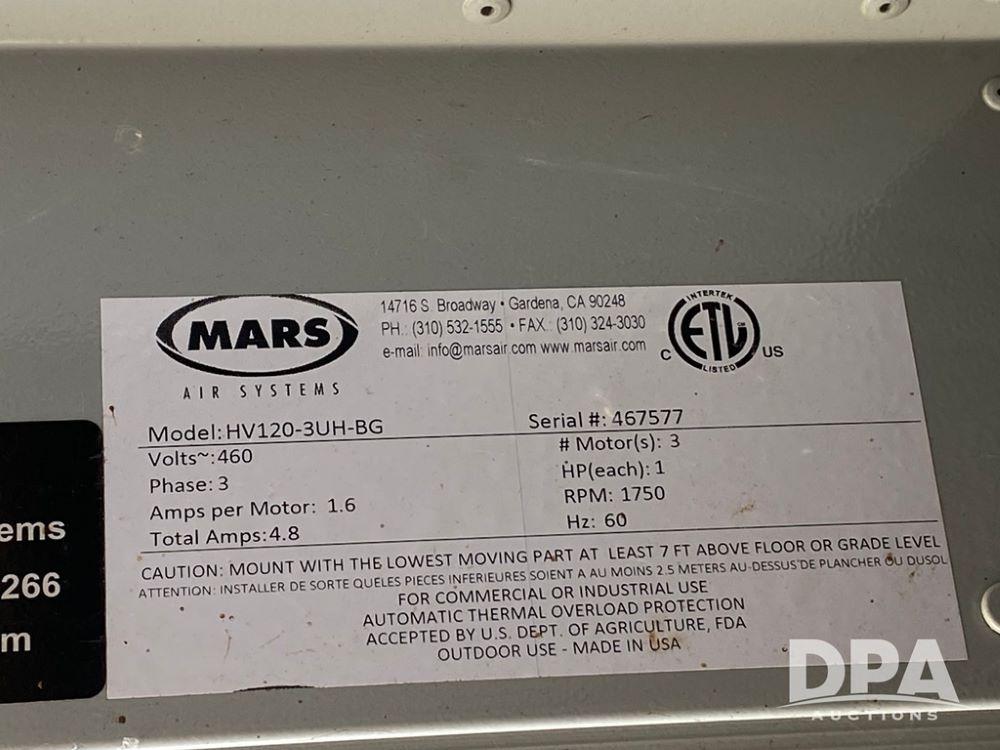 MARS
AIR SYSTEMS
14716 S. Broadway • Gardena, CA 90248
PH.: (310) 532-1555 • FAX.: (310) 324-3030
e-mail: info@marsair.com www.marsair.com
INTERTEK
ETL CM
LISTED
C US
Model: HV120-3UH-BG
Serial #: 467577
Volts~: 460
# Motor(s): 3
Phase: 3
HP(each): 1
Amps per Motor: 1.6
RPM: 1750
Total Amps: 4.8
Hz: 60
CAUTION: MOUNT WITH THE LOWEST MOVING PART AT LEAST 7 FT ABOVE FLOOR OR GRADE LEVEL
ATTENTION: INSTALLER DE SORTE QUELES PIECES INFERIEURES SOIENT A AU MOINS 2.5 METERS AU-DESSUS DE PLANCHER OU DUSOL
FOR COMMERCIAL OR INDUSTRIAL USE
AUTOMATIC THERMAL OVERLOAD PROTECTION
ACCEPTED BY U.S. DEPT. OF AGRICULTURE, FDA
OUTDOOR USE - MADE IN USA
ems
266
m
DPA
AUCTIONS